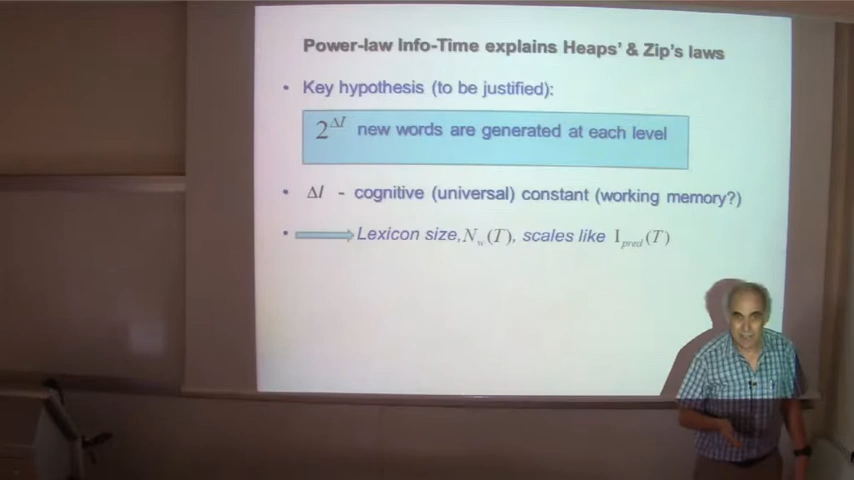 Power-law Info-Time explains Heaps' & Zip's laws
• Key hypothesis (to be justified):
2^ΔI new words are generated at each level
• ΔI - cognitive (universal) constant (working memory?)
• Lexicon size, N_w(T), scales like I_pred(T)